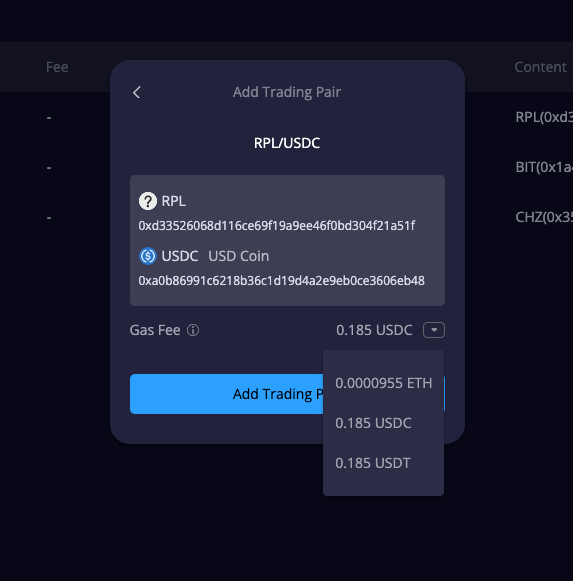 Fee
Content
Add Trading Pair
RPL/USDC
- RPL(0xd3
? RPL
0xd33526068d116ce69f19a9ee46f0bd304f21a51f
- BIT(0x1a4
USDC USD Coin
- CHZ(0x35
0xa0b86991c6218b36c1d19d4a2e9eb0ce3606eb48
Gas Fee 0.185 USDC
0.0000955 ETH
Add Trading P
0.185 USDC
0.185 USDT